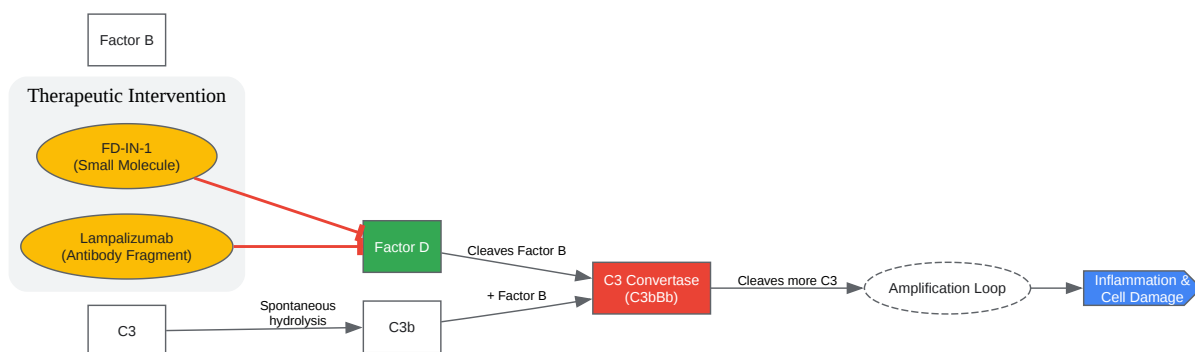 Factor B
Therapeutic Intervention
FD-IN-1
(Small Molecule)
Lampalizumab
(Antibody Fragment)
Factor D
Cleaves Factor B
C3 Convertase
(C3bBb)
Cleaves more C3
Amplification Loop
Inflammation &
Cell Damage
+ Factor B
Spontaneous
hydrolysis
C3
C3b